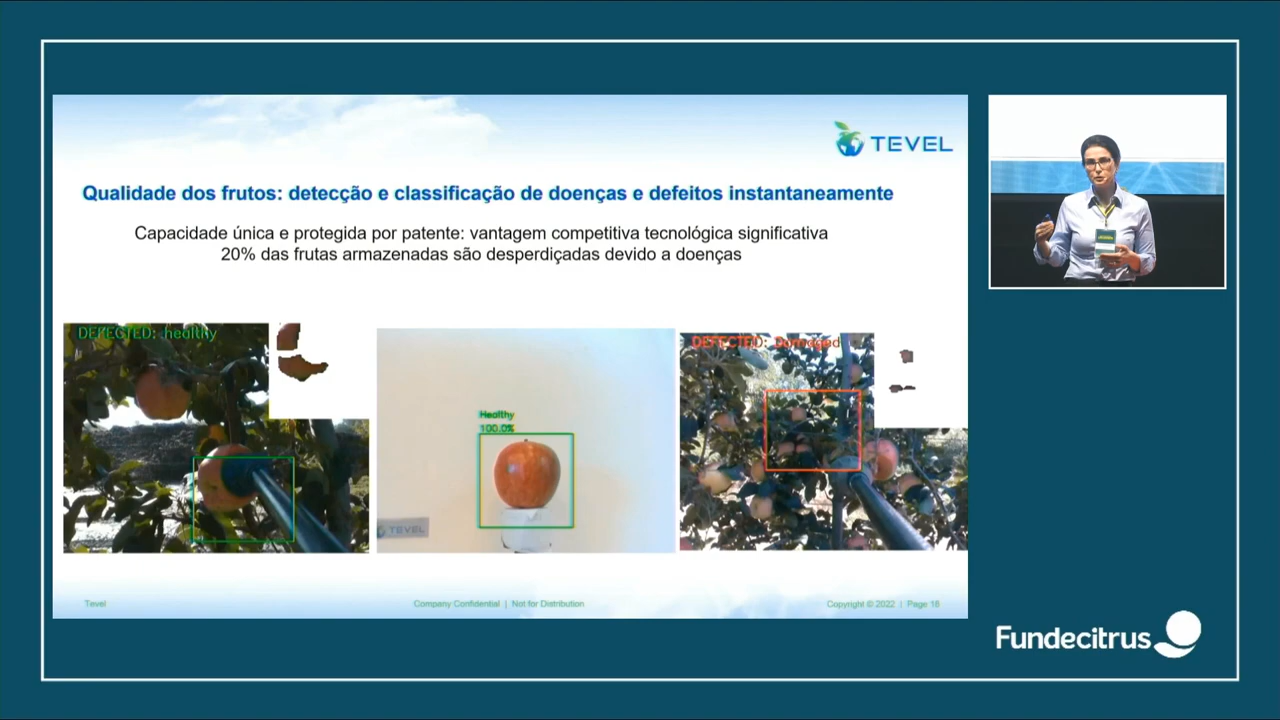 TEVEL
Qualidade dos frutos: detecção e classificação de doenças e defeitos instantaneamente
Capacidade única e protegida por patente: vantagem competitiva tecnológica significativa
20% das frutas armazenadas são desperdiçadas devido a doenças
DEFECTED: healthy
Healthy
100.0%
TEVEL
DEFECTED: Damaged
Tevel
Company Confidential | Not for Distribution
Copyright © 2022 | Page 18
Fundecitrus